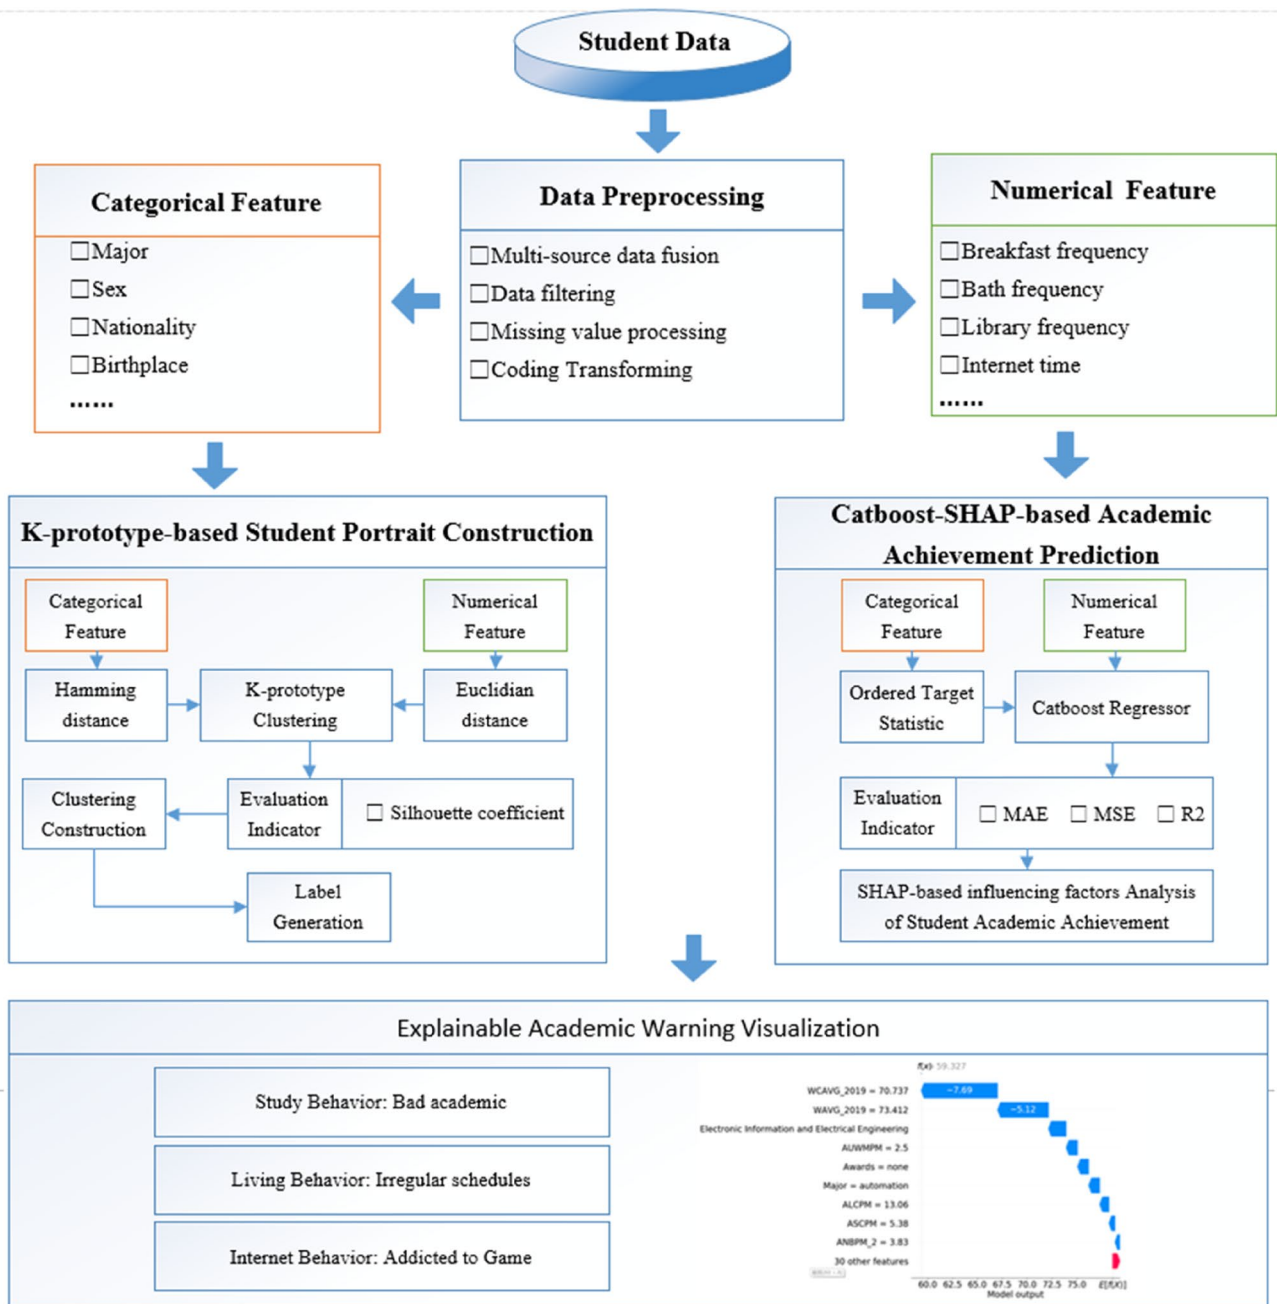 Student Data
Categorical Feature
☐Major
☐Sex
☐Nationality
☐Birthplace
......
Data Preprocessing
☐Multi-source data fusion
☐Data filtering
☐Missing value processing
☐Coding Transforming
Numerical Feature
☐Breakfast frequency
☐Bath frequency
☐Library frequency
☐Internet time
......
K-prototype-based Student Portrait Construction
Categorical
Feature
Numerical
Feature
Hamming
distance
K-prototype
Clustering
Euclidian
distance
Clustering
Construction
Evaluation
Indicator
☐ Silhouette coefficient
Label
Generation
Catboost-SHAP-based Academic
Achievement Prediction
Categorical
Feature
Numerical
Feature
Ordered Target
Statistic
Catboost Regressor
Evaluation
Indicator
☐ MAE ☐ MSE ☐ R2
SHAP-based influencing factors Analysis
of Student Academic Achievement
Explainable Academic Warning Visualization
Study Behavior: Bad academic
Living Behavior: Irregular schedules
Internet Behavior: Addicted to Game
f(x) 59.327
WCAVG_2019 = 70.737
−7.69
WAVG_2019 = 73.412
−5.12
Electronic Information and Electrical Engineering
AUWMPM = 2.5
Awards = none
Major = automation
ALCPM = 13.06
ASCPM = 5.38
ANBPM_2 = 3.83
30 other features
60.0 62.5 65.0 67.5 70.0 72.5 75.0 E[f(X)]
Model output